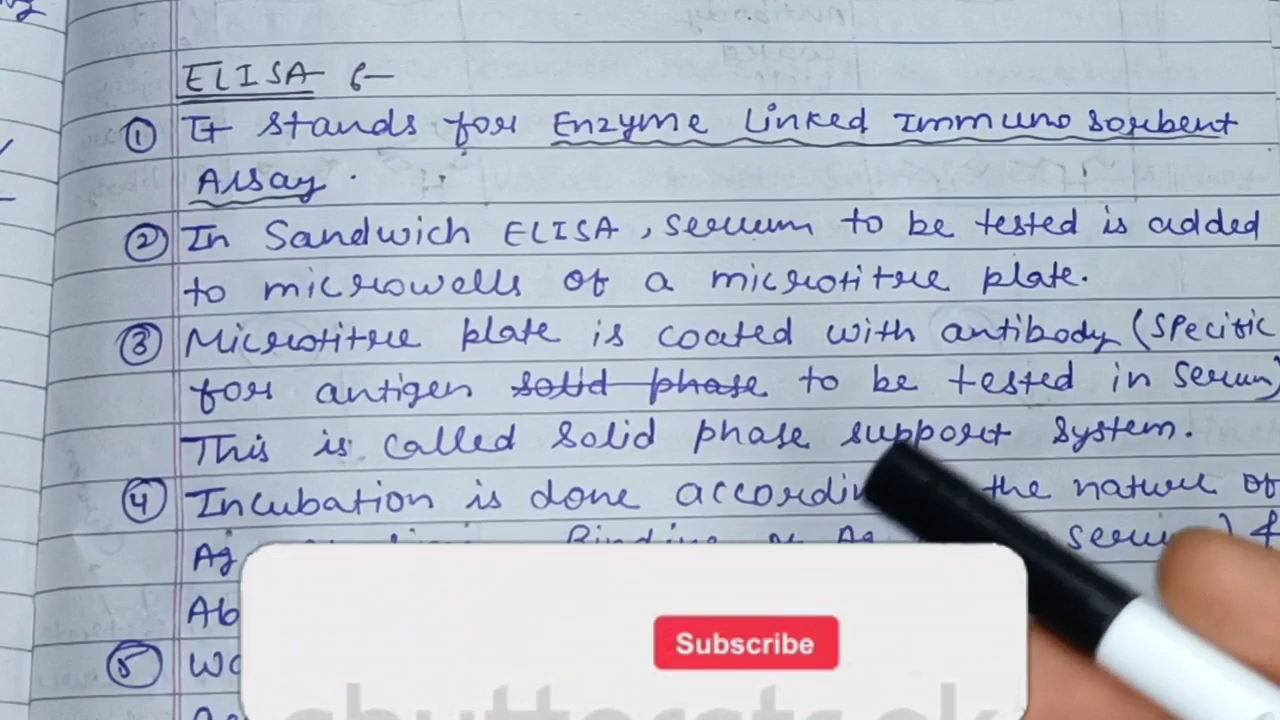 ELISA :-
① It stands for Enzyme Linked Immuno sorbent
Assay.
② In Sandwich ELISA, serum to be tested is added
to microwells of a microtitre plate.
③ Microtitre plate is coated with antibody (specific
for antigen solid phase to be tested in serum)
This is called solid phase support system.
④ Incubation is done the nature of
Ag Binding Ag serum) &
Ab
⑤
Subscribe